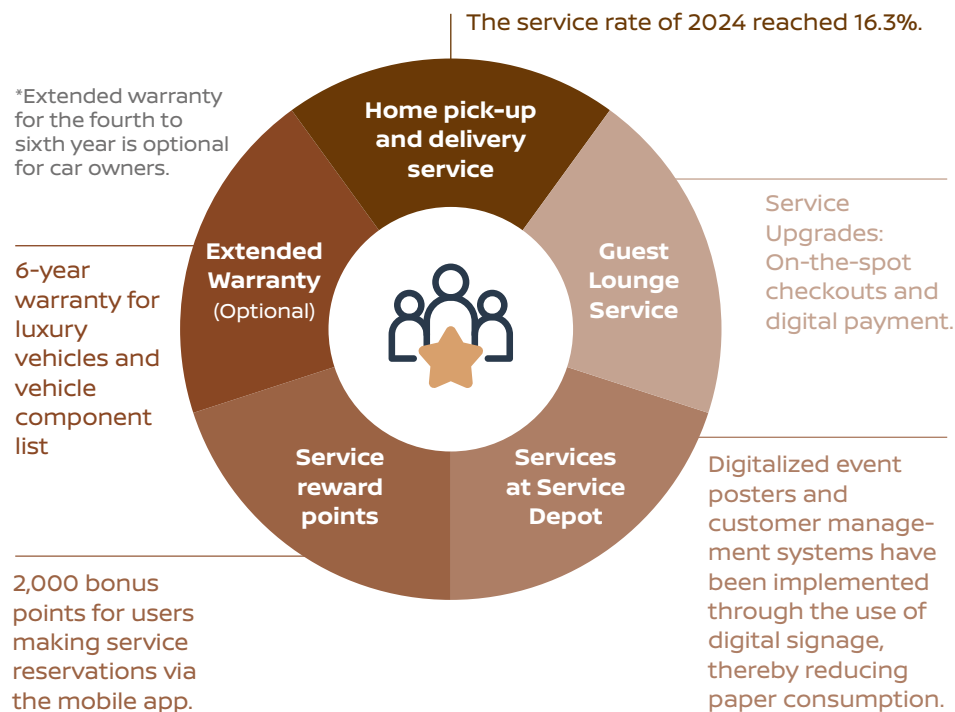 The service rate of 2024 reached 16.3%.
Home pick-up
and delivery
service
*Extended warranty
for the fourth to
sixth year is optional
for car owners.
Extended
Warranty
(Optional)
6-year
warranty for
luxury
vehicles and
vehicle
component
list
Guest
Lounge
Service
Service
Upgrades:
On-the-spot
checkouts and
digital payment.
Service
reward
points
2,000 bonus
points for users
making service
reservations via
the mobile app.
Services
at Service
Depot
Digitalized event
posters and
customer manage-
ment systems have
been implemented
through the use of
digital signage,
thereby reducing
paper consumption.